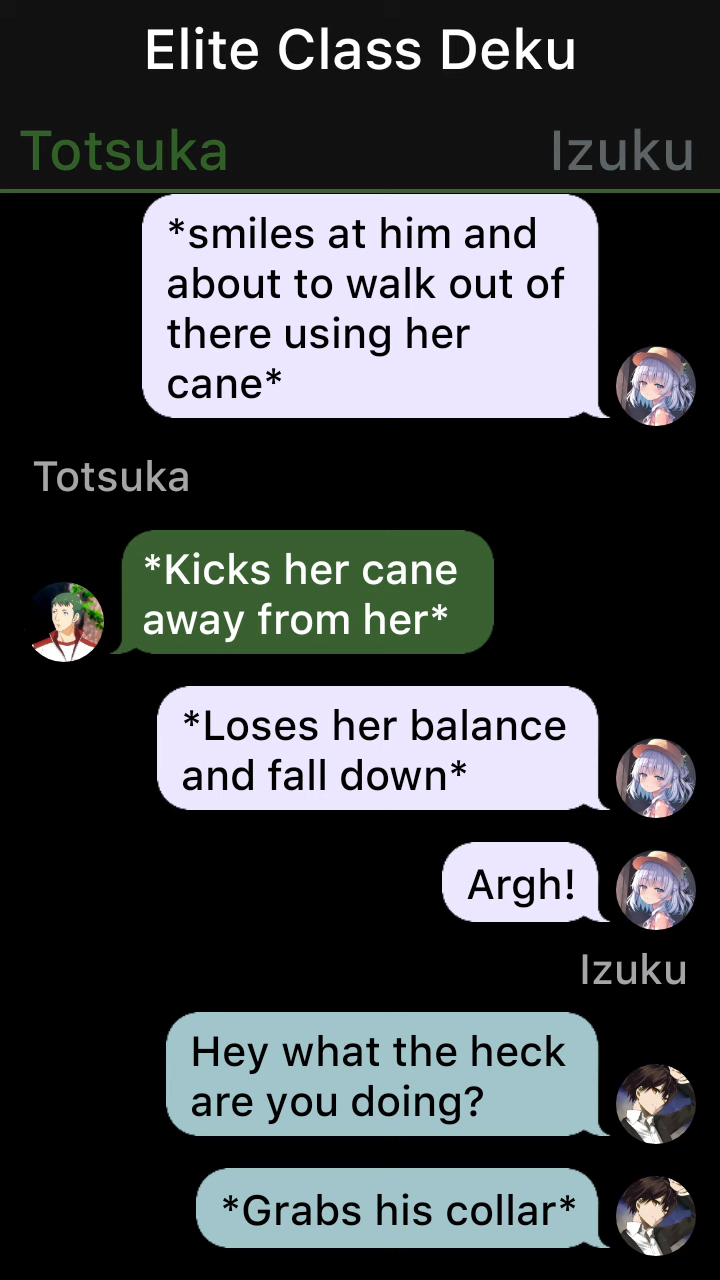 Elite Class Deku
Totsuka
Izuku
*smiles at him and
about to walk out of
there using her
cane*
Totsuka
*Kicks her cane
away from her*
*Loses her balance
and fall down*
Argh!
Izuku
Hey what the heck
are you doing?
*Grabs his collar*